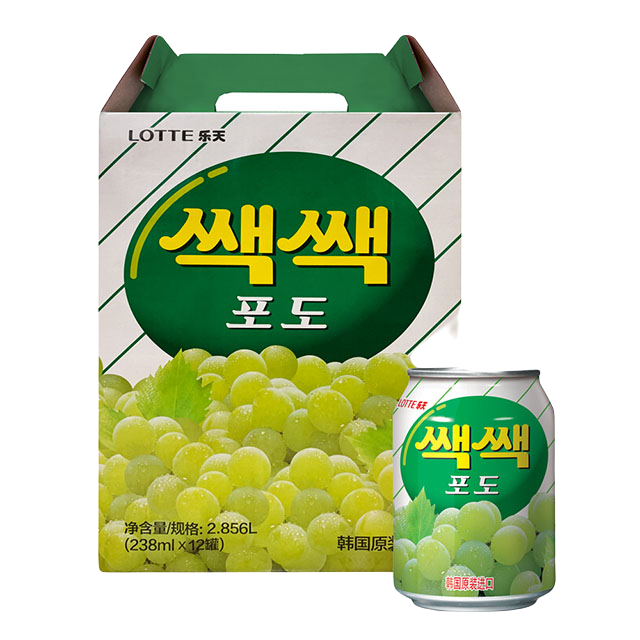 LOTTE 乐天
쌕쌕
포도
净含量/规格: 2.856L
(238ml×12罐)
韩国原装
LOTTE 乐天
쌕쌕
포도
韩国原装进口